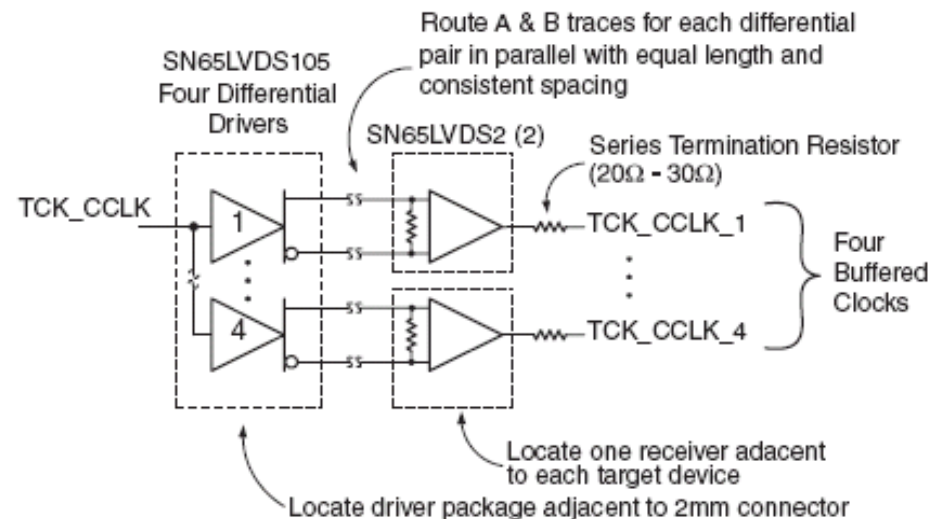 Route A & B traces for each differential
pair in parallel with equal length and
consistent spacing
SN65LVDS105
Four Differential
Drivers
SN65LVDS2 (2)
Series Termination Resistor
(20Ω - 30Ω)
TCK_CCLK
1
TCK_CCLK_1
Four
Buffered
Clocks
4
TCK_CCLK_4
Locate one receiver adacent
to each target device
Locate driver package adjacent to 2mm connector